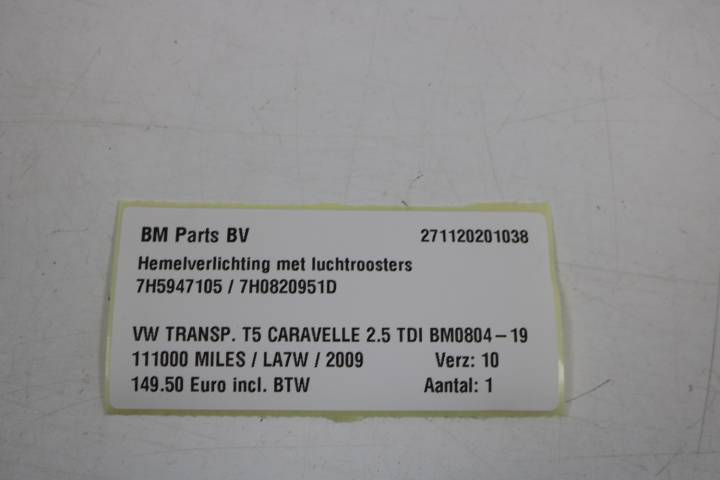 BM Parts BV 271120201038
Hemelverlichting met luchtroosters
7H5947105 / 7H0820951D
VW TRANSP. T5 CARAVELLE 2.5 TDI BM0804-19
111000 MILES / LA7W / 2009 Verz: 10
149.50 Euro incl. BTW Aantal: 1